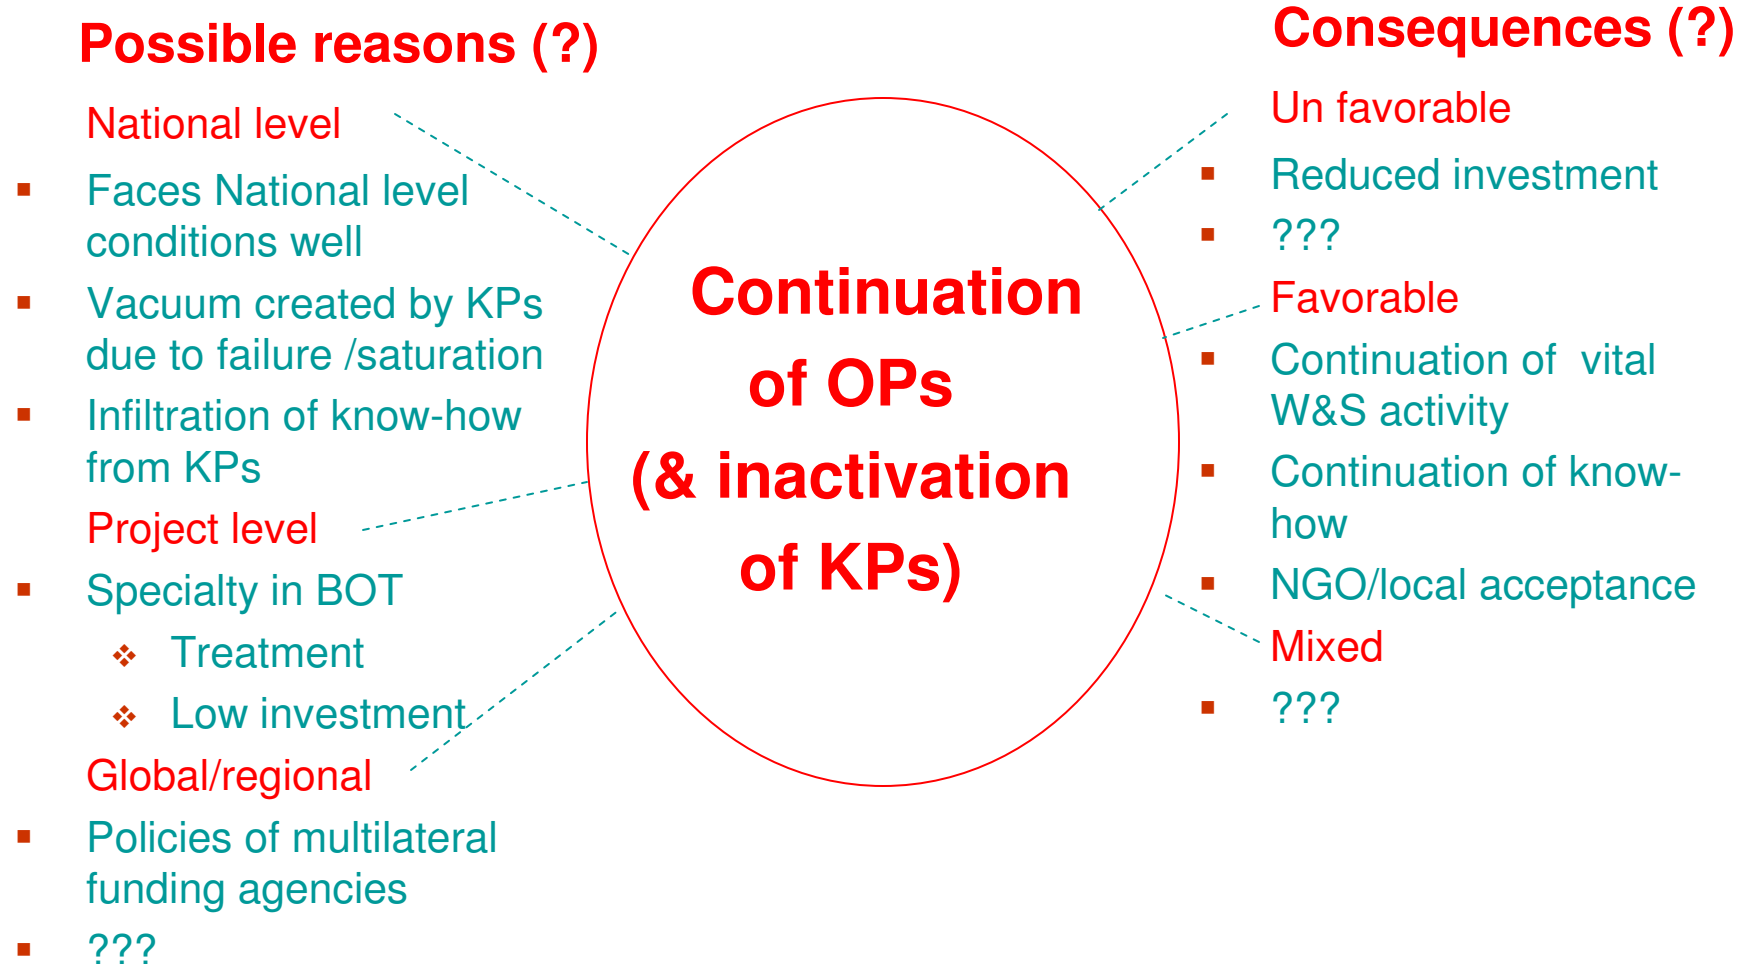 Possible reasons (?)
National level
Faces National level
conditions well
Vacuum created by KPs
due to failure /saturation
Infiltration of know-how
from KPs
Project level
Specialty in BOT
Treatment
Low investment
Global/regional
Policies of multilateral
funding agencies
???
Continuation
of OPs
(& inactivation
of KPs)
Consequences (?)
Un favorable
Reduced investment
???
Favorable
Continuation of vital
W&S activity
Continuation of know-
how
NGO/local acceptance
Mixed
???